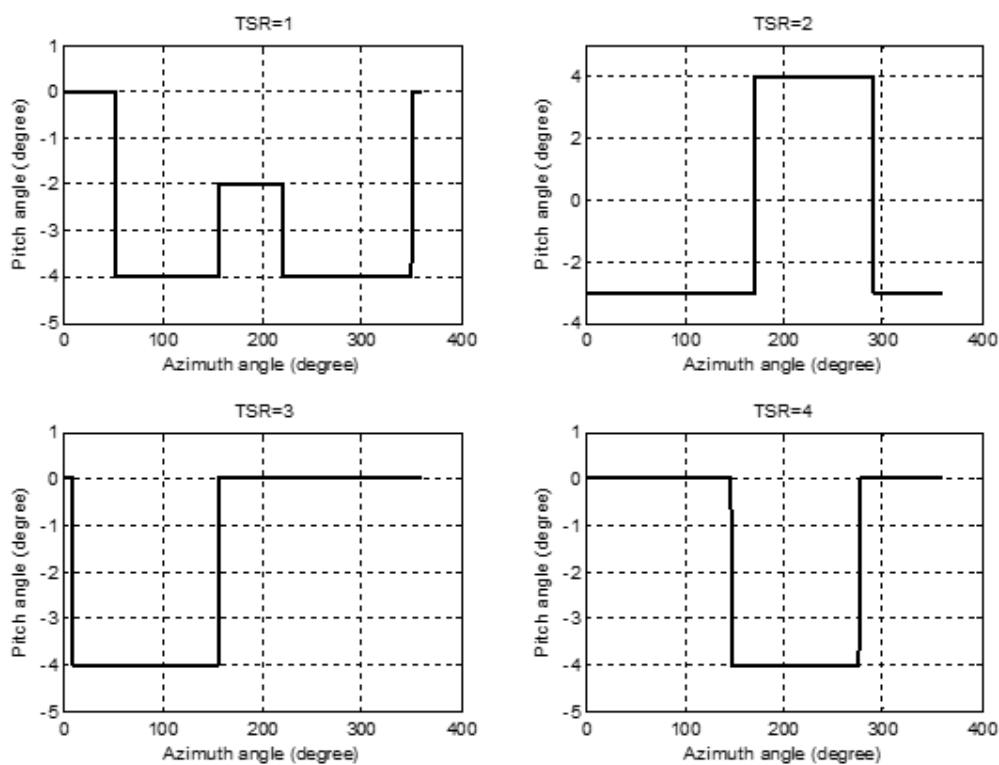 TSR=1
1
0
-1
-2
-3
-4
-5
Pitch angle (degree)
0 100 200 300 400
Azimuth angle (degree)
TSR=2
4
2
0
-2
-4
Pitch angle (degree)
0 100 200 300 400
Azimuth angle (degree)
TSR=3
1
0
-1
-2
-3
-4
-5
Pitch angle (degree)
0 100 200 300 400
Azimuth angle (degree)
TSR=4
1
0
-1
-2
-3
-4
-5
Pitch angle (degree)
0 100 200 300 400
Azimuth angle (degree)